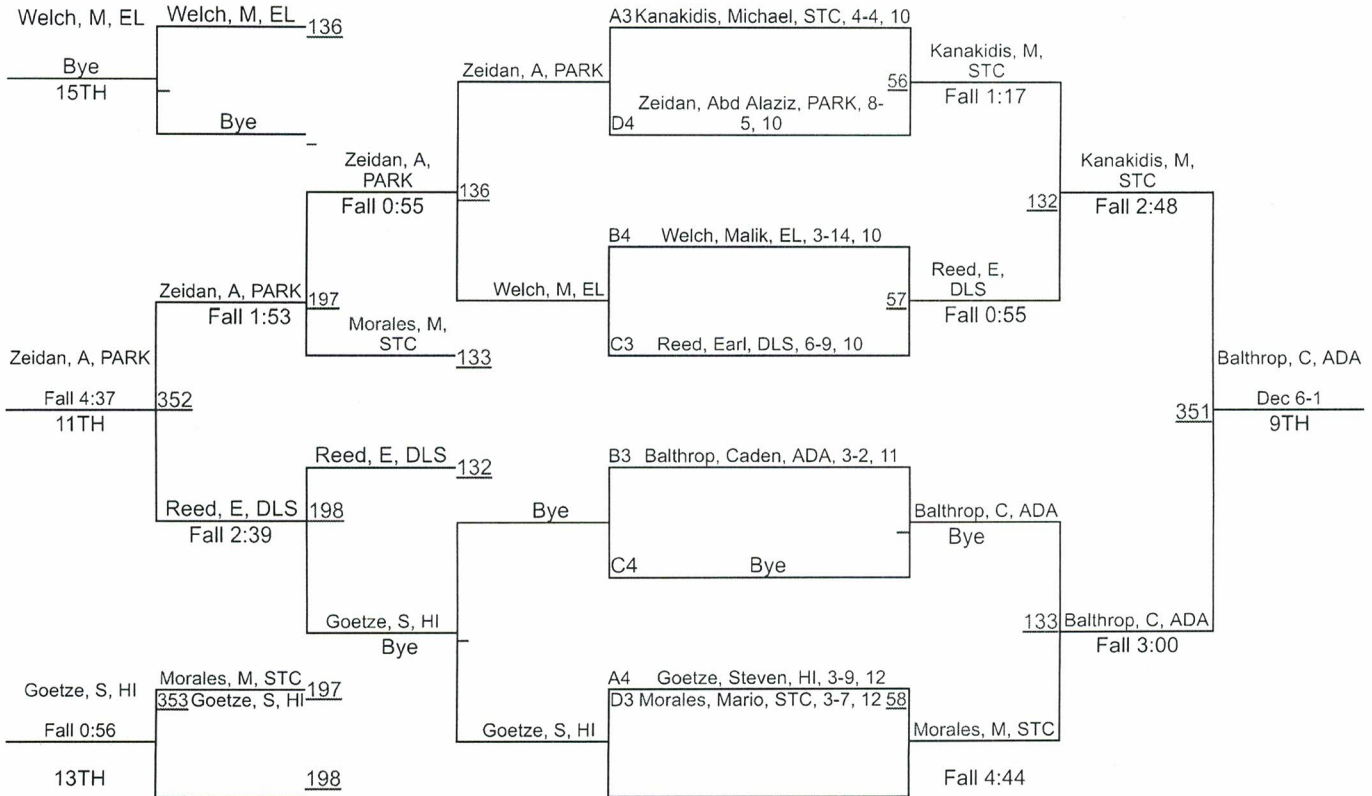 Welch, M, EL
Welch, M, EL
136
Bye
15TH
Bye
A3 Kanakidis, Michael, STC, 4-4, 10
Kanakidis, M,
STC
Zeidan, A, PARK
56
Fall 1:17
Zeidan, Abd Alaziz, PARK, 8-
D4
5, 10
Zeidan, A,
PARK
136
Fall 0:55
Kanakidis, M,
STC
132
Fall 2:48
B4 Welch, Malik, EL, 3-14, 10
Zeidan, A, PARK
197
Fall 1:53
Welch, M, EL
57
Reed, E,
DLS
Fall 0:55
Morales, M,
STC
133
C3 Reed, Earl, DLS, 6-9, 10
Zeidan, A, PARK
Balthrop, C, ADA
Fall 4:37
352
11TH
351
Dec 6-1
9TH
Reed, E, DLS
132
B3 Balthrop, Caden, ADA, 3-2, 11
Reed, E, DLS
198
Fall 2:39
Bye
Balthrop, C, ADA
Bye
C4 Bye
Goetze, S, HI
Bye
133
Balthrop, C, ADA
Fall 3:00
Goetze, S, HI
Morales, M, STC
197
353
Goetze, S, HI
A4 Goetze, Steven, HI, 3-9, 12
D3 Morales, Mario, STC, 3-7, 12
58
Fall 0:56
Goetze, S, HI
Morales, M, STC
13TH
198
Fall 4:44